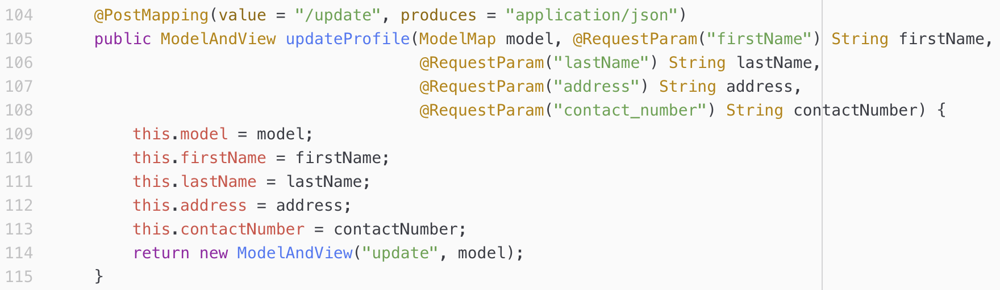 104 @PostMapping(value = "/update", produces = "application/json")
105 public ModelAndView updateProfile(ModelMap model, @RequestParam("firstName") String firstName,
106 @RequestParam("lastName") String lastName,
107 @RequestParam("address") String address,
108 @RequestParam("contact_number") String contactNumber) {
109 this.model = model;
110 this.firstName = firstName;
111 this.lastName = lastName;
112 this.address = address;
113 this.contactNumber = contactNumber;
114 return new ModelAndView("update", model);
115 }